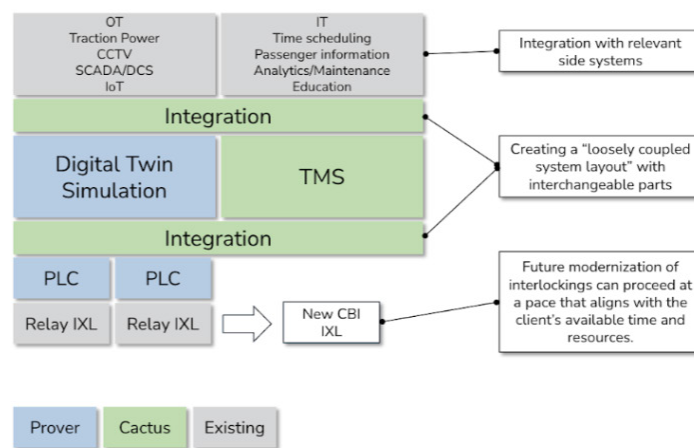 OT
Traction Power
CCTV
SCADA/DCS
IoT
IT
Time scheduling
Passenger information
Analytics/Maintenance
Education
Integration with relevant
side systems
Integration
Digital Twin
Simulation
TMS
Creating a “loosely coupled
system layout” with
interchangeable parts
Integration
PLC
PLC
Relay IXL
Relay IXL
New CBI
IXL
Future modernization of
interlockings can proceed at
a pace that aligns with the
client’s available time and
resources.
Prover
Cactus
Existing